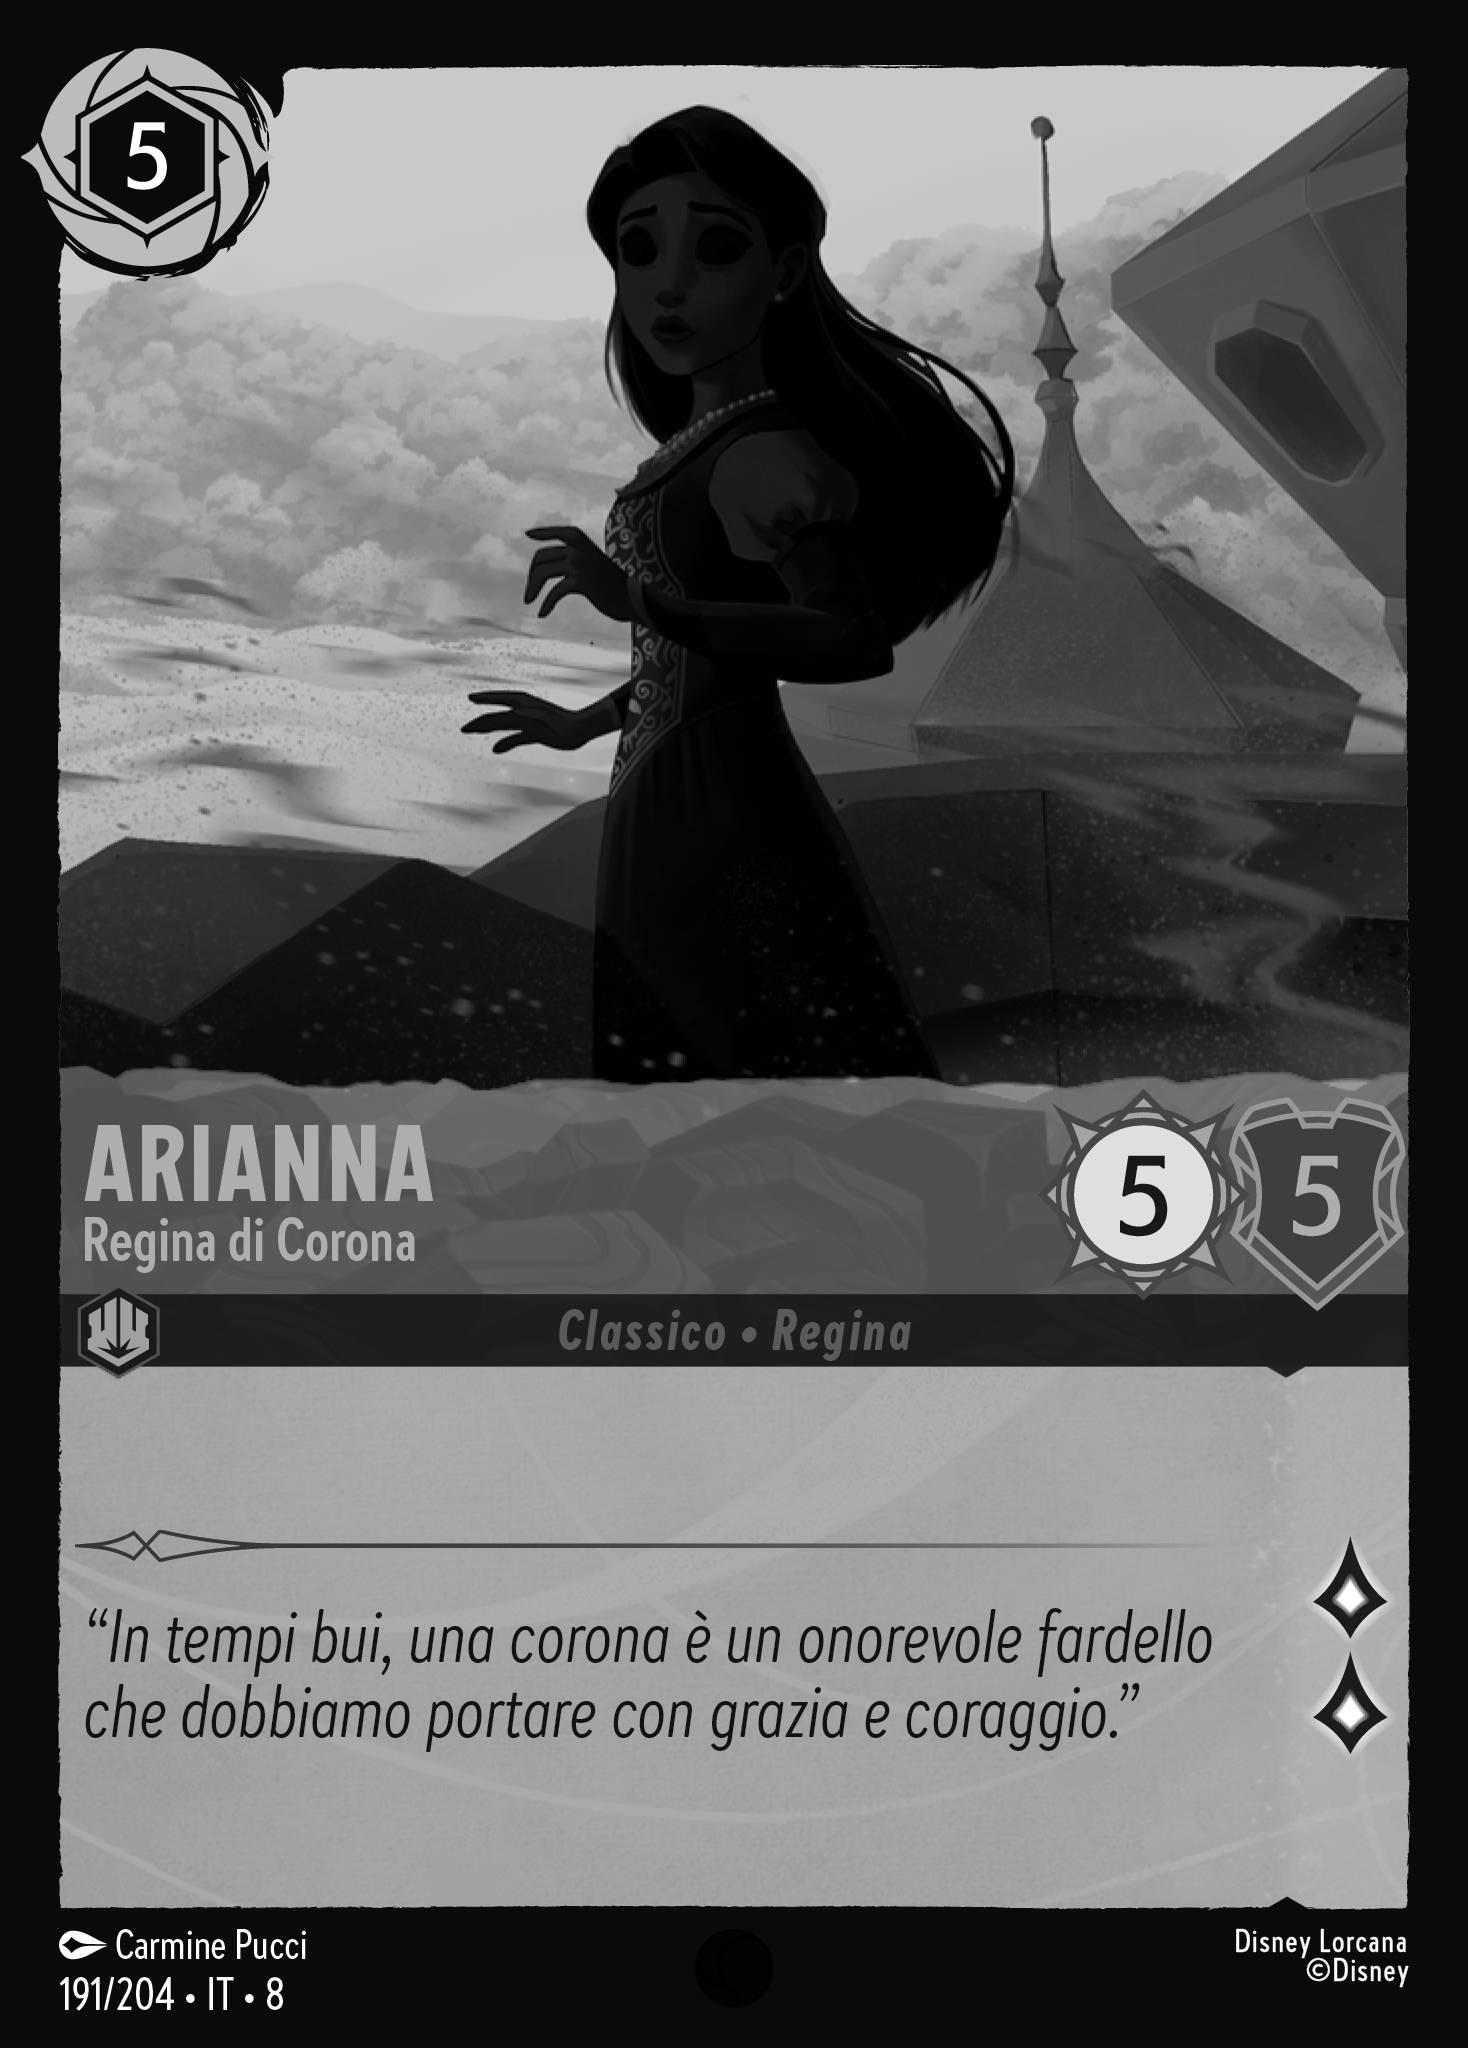 5
ARIANNA
Regina di Corona
5 5
Classico • Regina
“In tempi bui, una corona è un onorevole fardello
che dobbiamo portare con grazia e coraggio.”
Carmine Pucci
191/204 • IT • 8
Disney Lorcana
©Disney